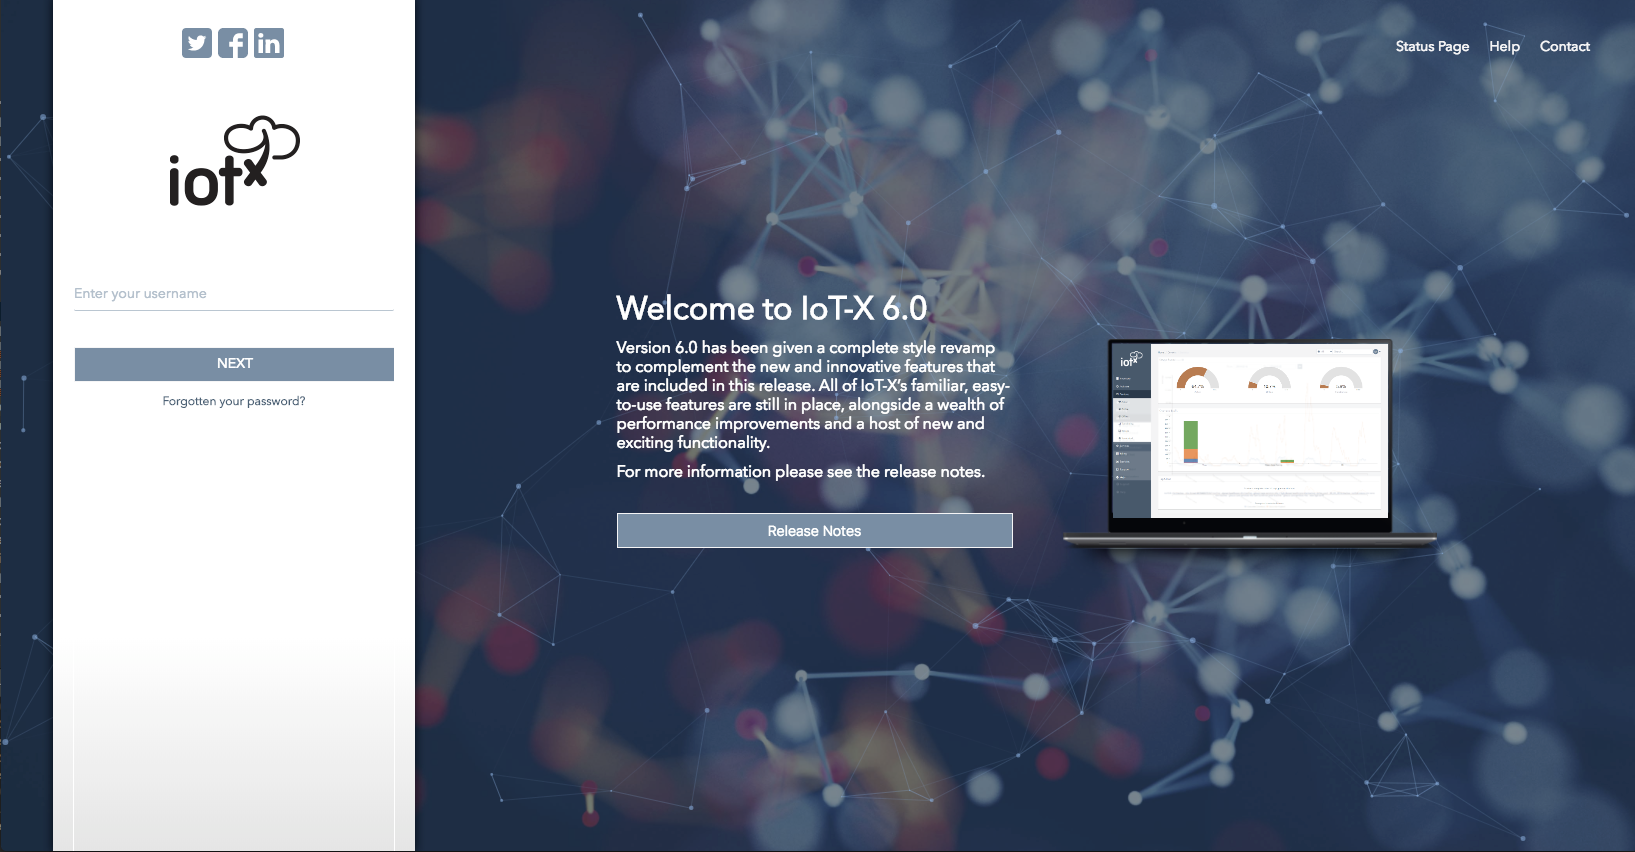 Status Page Help Contact
iotx
Enter your username
NEXT
Forgotten your password?
Welcome to IoT-X 6.0
Version 6.0 has been given a complete style revamp
to complement the new and innovative features that
are included in this release. All of IoT-X's familiar, easy-
to-use features are still in place, alongside a wealth of
performance improvements and a host of new and
exciting functionality.
For more information please see the release notes.
Release Notes
iotx